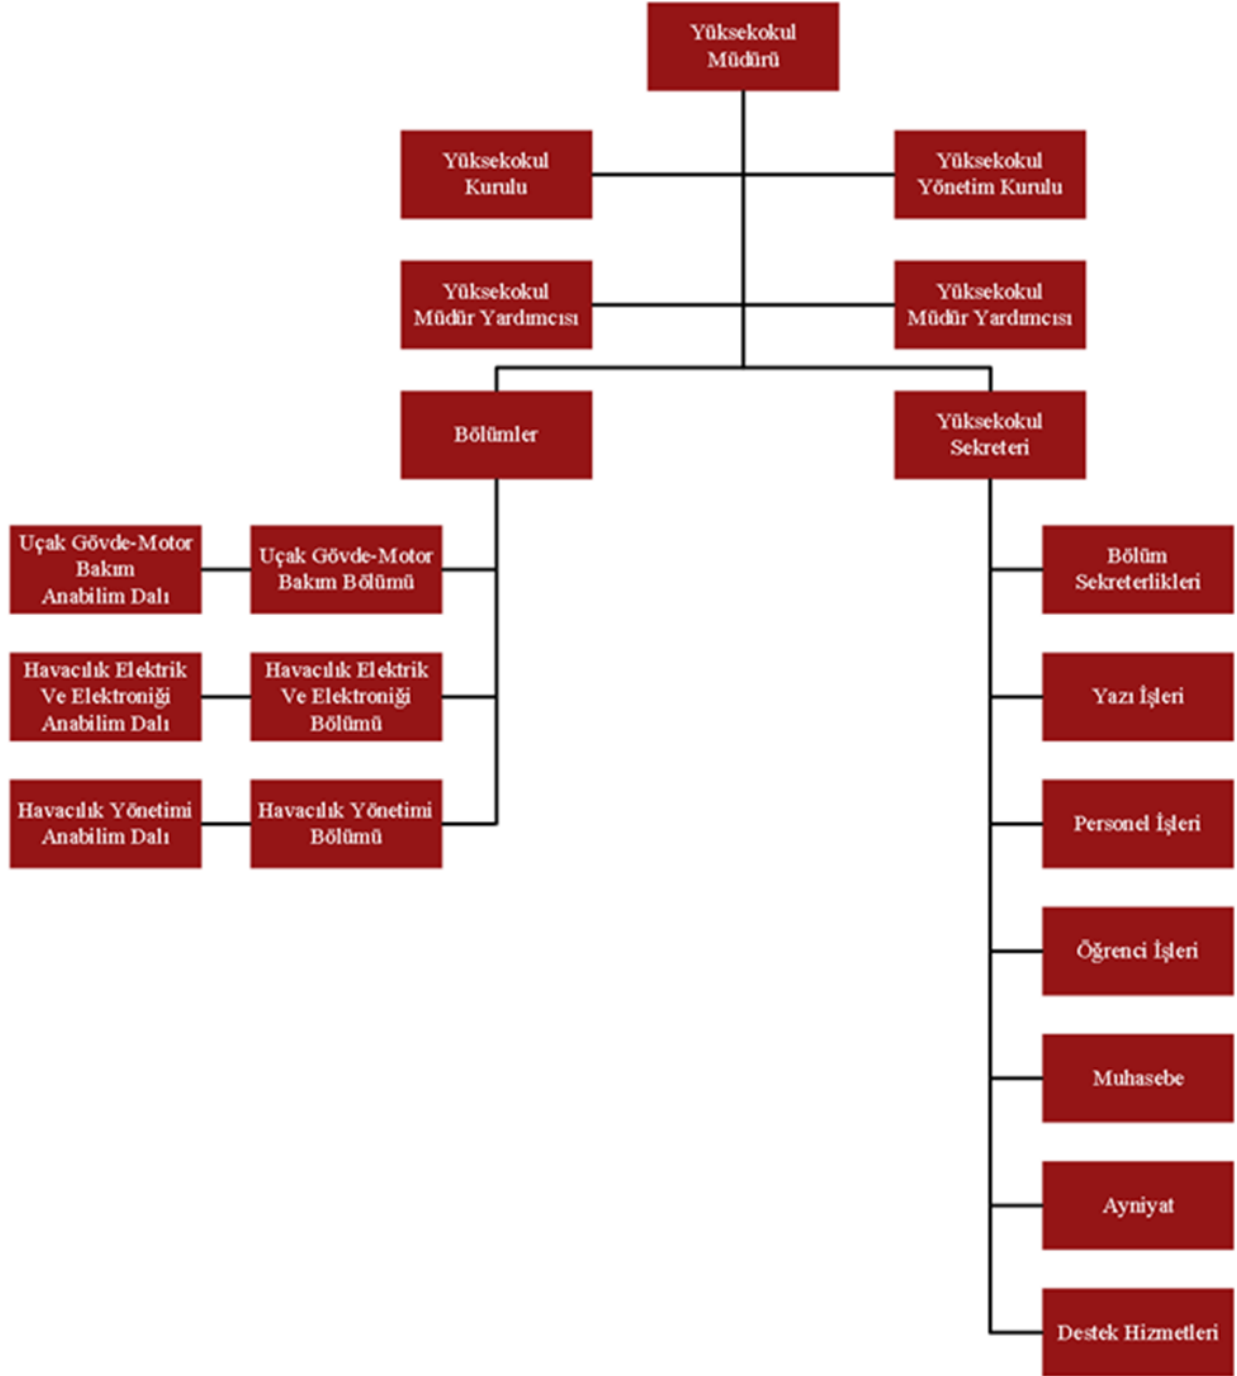 Yüksekokul
Müdürü
Yüksekokul
Kurulu
Yüksekokul
Yönetim Kurulu
Yüksekokul
Müdür Yardımcısı
Yüksekokul
Müdür Yardımcısı
Bölümler
Yüksekokul
Sekreteri
Uçak Gövde-Motor
Bakım
Anabilim Dalı
Uçak Gövde-Motor
Bakım Bölümü
Bölüm
Sekreterlikleri
Havacılık Elektrik
Ve Elektroniği
Anabilim Dalı
Havacılık Elektrik
Ve Elektroniği
Bölümü
Yazı İşleri
Havacılık Yönetimi
Anabilim Dalı
Havacılık Yönetimi
Bölümü
Personel İşleri
Öğrenci İşleri
Muhasebe
Ayniyat
Destek Hizmetleri